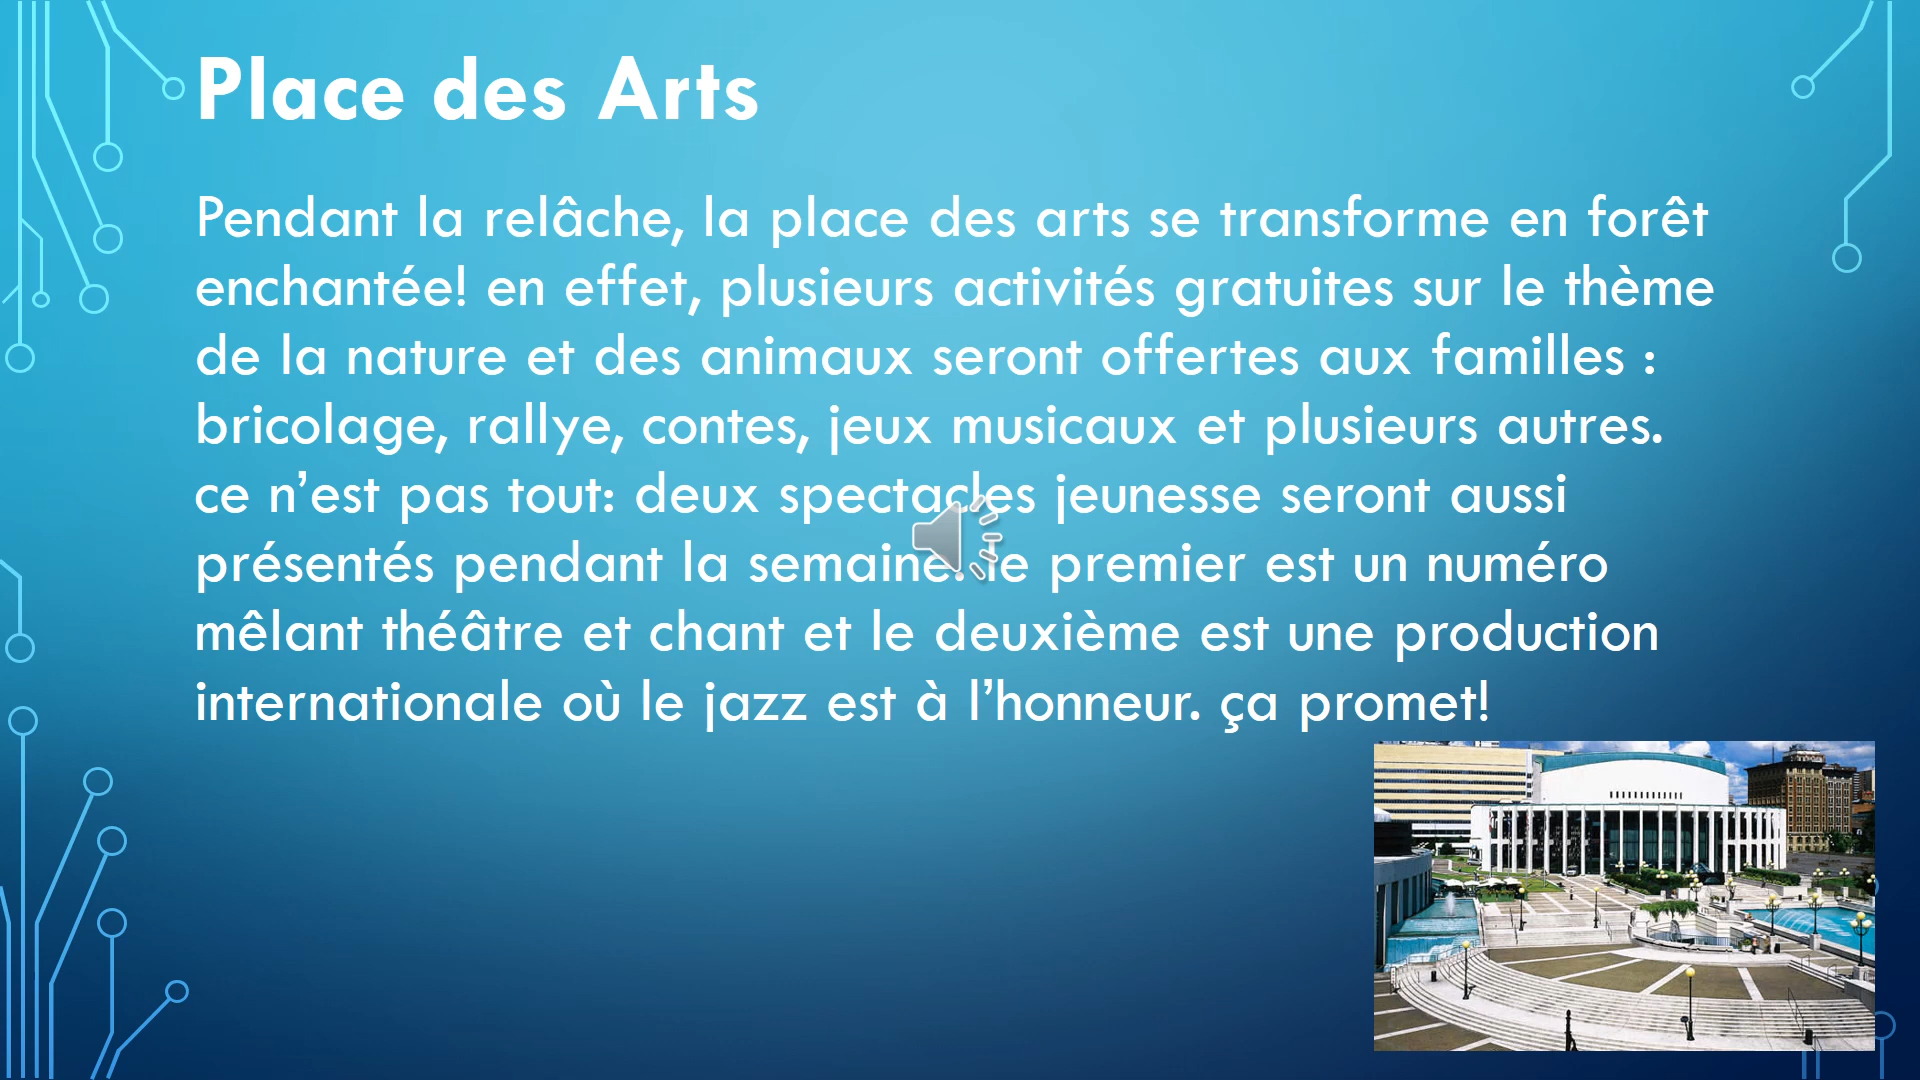 Place des Arts
Pendant la relâche, la place des arts se transforme en forêt
enchantée! en effet, plusieurs activités gratuites sur le thème
de la nature et des animaux seront offertes aux familles :
bricolage, rallye, contes, jeux musicaux et plusieurs autres.
ce n’est pas tout: deux spectacles jeunesse seront aussi
présentés pendant la semaine. le premier est un numéro
mêlant théâtre et chant et le deuxième est une production
internationale où le jazz est à l’honneur. ça promet!